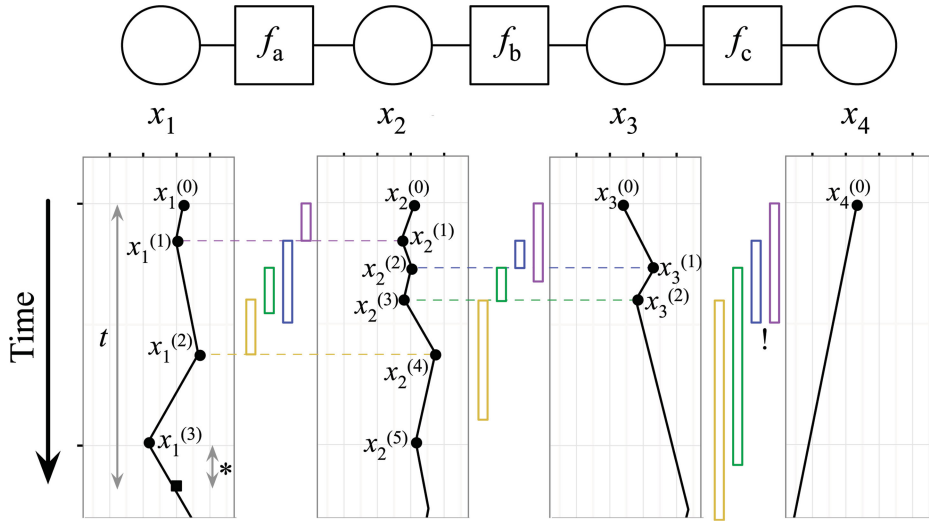 f_a f_b f_c
x_1 x_2 x_3 x_4
x_1^(0) x_2^(0) x_3^(0) x_4^(0)
x_1^(1) x_2^(1)
x_2^(2) x_3^(1)
x_2^(3) x_3^(2)
Time
t
x_1^(2) !
x_2^(4)
x_1^(3) x_2^(5)
*